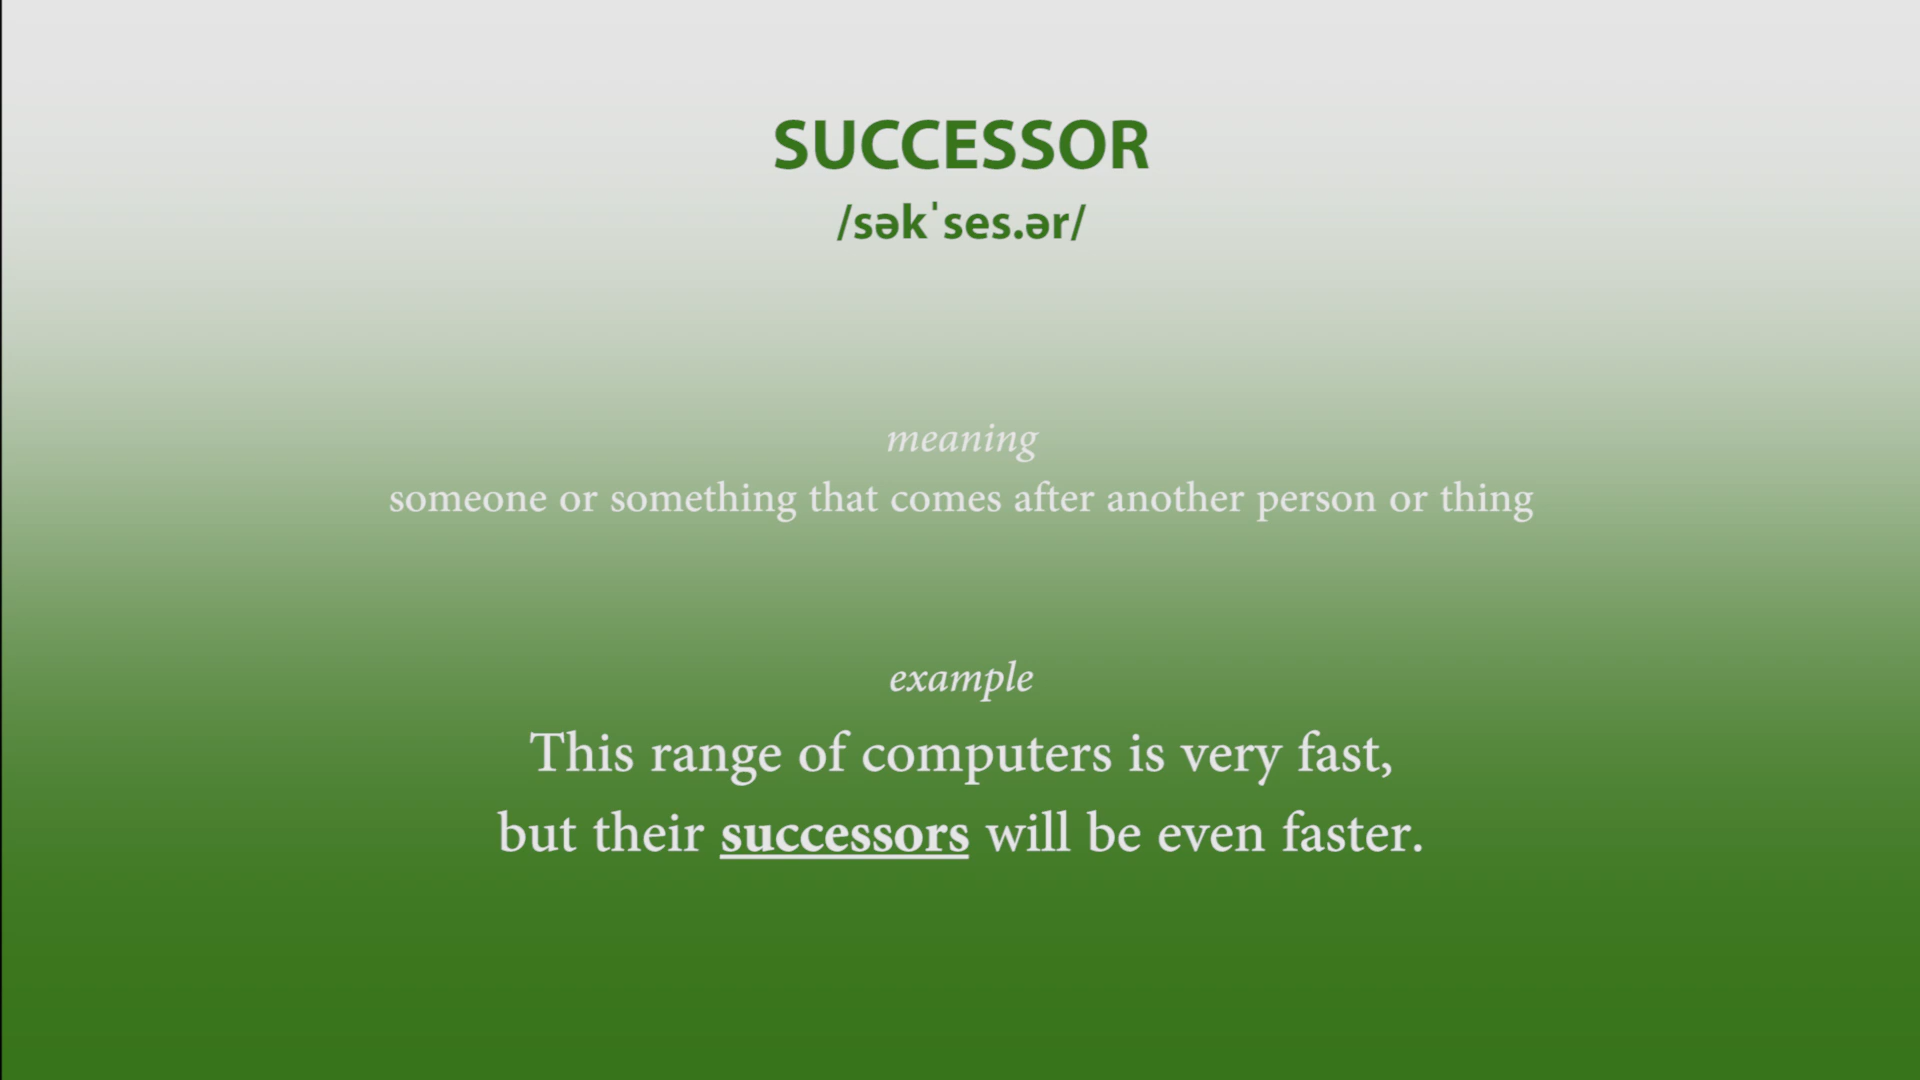 SUCCESSOR
/səkˈses.ər/
meaning
someone or something that comes after another person or thing
example
This range of computers is very fast,
but their successors will be even faster.